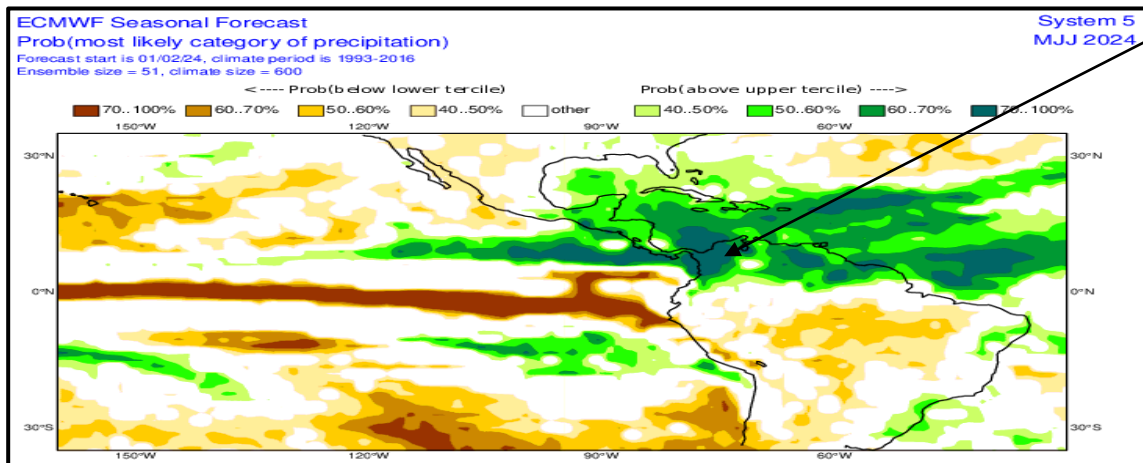 ECMWF Seasonal Forecast System 5
Prob(most likely category of precipitation) MJJ 2024
Forecast start is 01/02/24, climate period is 1993-2016
Ensemble size = 51, climate size = 600
<---- Prob(below lower tercile) Prob(above upper tercile) ---->
70..100% 60..70% 50..60% 40..50% other 40..50% 50..60% 60..70% 70..100%
150°W 120°W 90°W 60°W
30°N 30°N
0°N 0°N
30°S 30°S
150°W 120°W 90°W 60°W